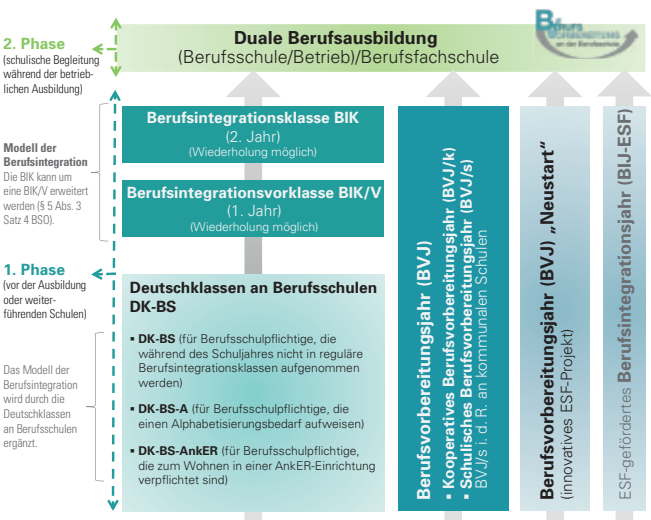 2. Phase
(schulische Begleitung
während der betrieb-
lichen Ausbildung)
Duale Berufsausbildung
(Berufsschule/Betrieb)/Berufsfachschule
BERUFS
VORBEREITUNG
an der Berufsschule
Modell der
Berufsintegration
Die BIK kann um
eine BIK/V erweitert
werden (§ 5 Abs. 3
Satz 4 BSO).
Berufsintegrationsklasse BIK
(2. Jahr)
(Wiederholung möglich)
Berufsintegrationsvorklasse BIK/V
(1. Jahr)
(Wiederholung möglich)
1. Phase
(vor der Ausbildung
oder weiter-
führenden Schulen)
Das Modell der
Berufsintegration
wird durch die
Deutschklassen
an Berufsschulen
ergänzt.
Deutschklassen an Berufsschulen
DK-BS
▪ DK-BS (für Berufsschulpflichtige, die
während des Schuljahres nicht in reguläre
Berufsintegrationsklassen aufgenommen
werden)
▪ DK-BS-A (für Berufsschulpflichtige, die
einen Alphabetisierungsbedarf aufweisen)
▪ DK-BS-AnkER (für Berufsschulpflichtige,
die zum Wohnen in einer AnkER-Einrichtung
verpflichtet sind)
Berufsvorbereitungsjahr (BVJ)
▪ Kooperatives Berufsvorbereitungsjahr (BVJ/k)
▪ Schulisches Berufsvorbereitungsjahr (BVJ/s)
BVJ/s i. d. R. an kommunalen Schulen
Berufsvorbereitungsjahr (BVJ) „Neustart"
(innovatives ESF-Projekt)
ESF-gefördertes Berufsintegrationsjahr (BIJ-ESF)